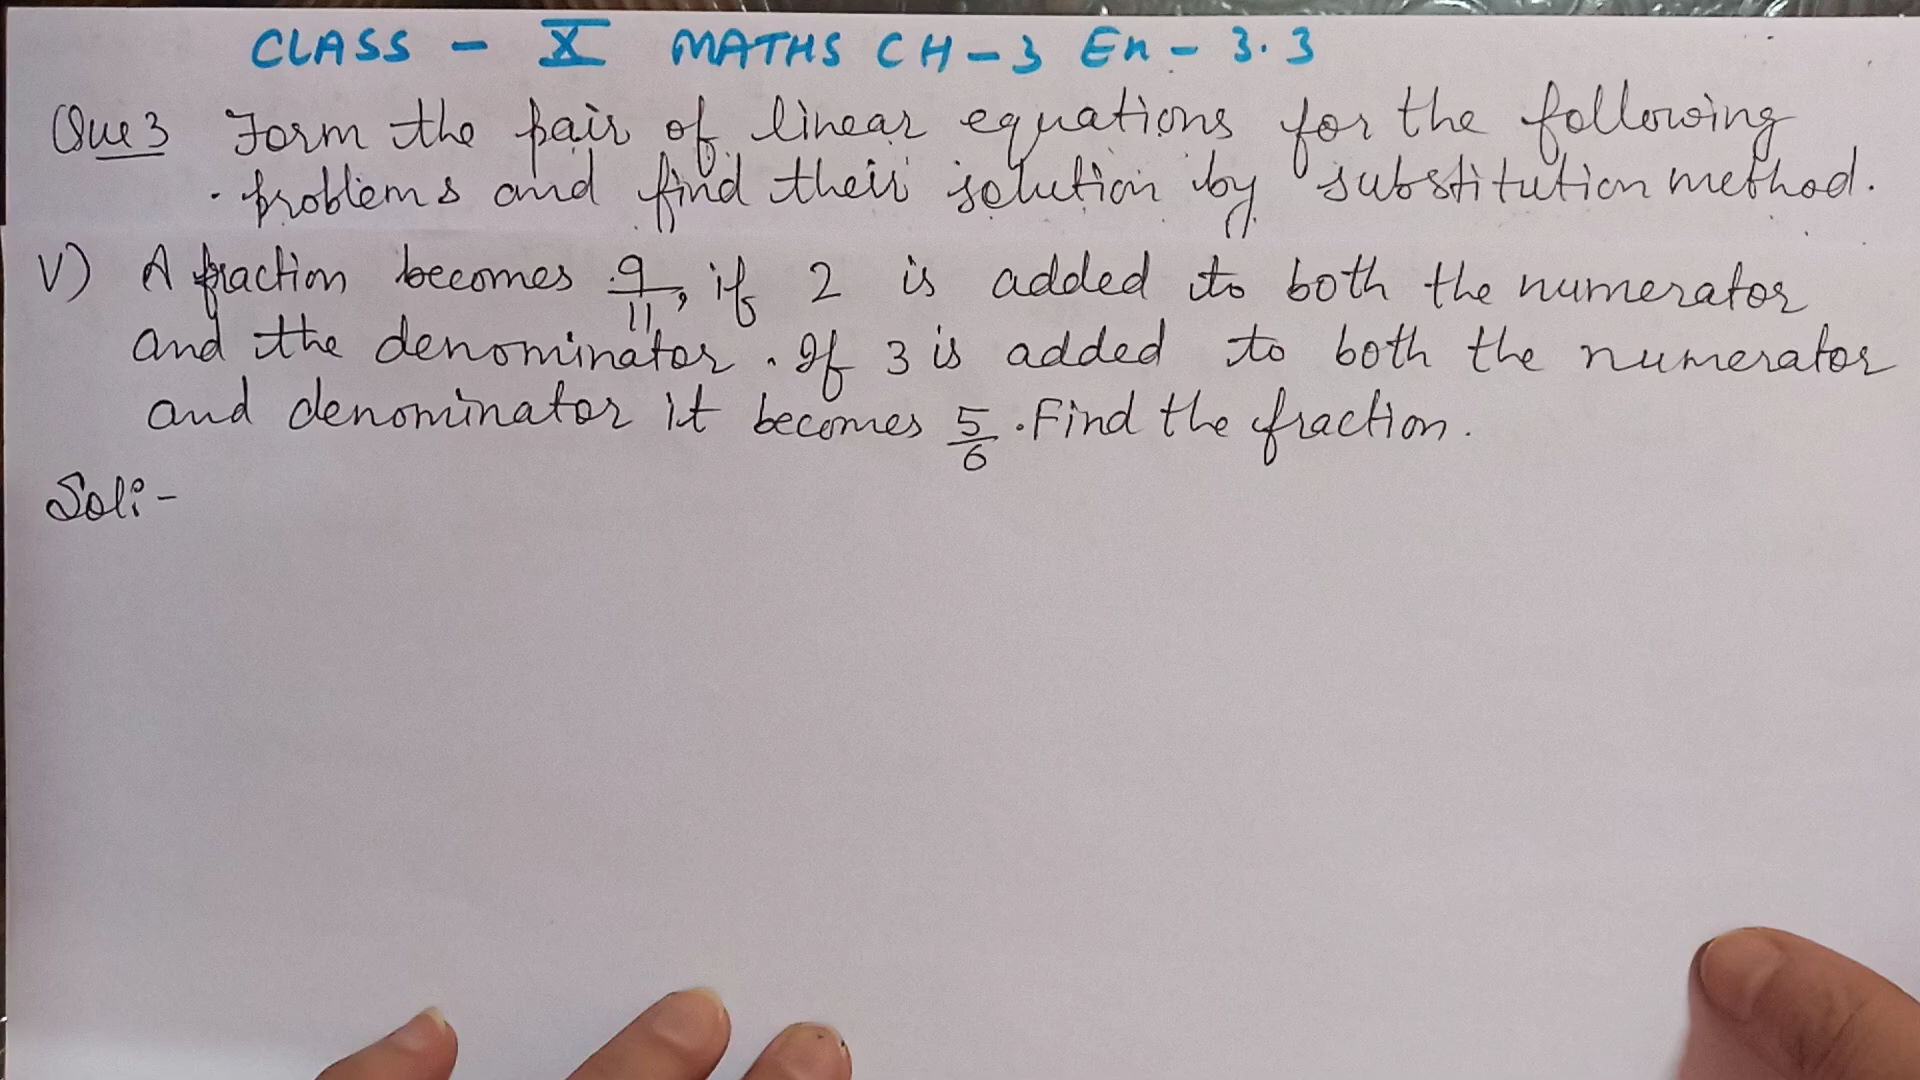 CLASS - X MATHS CH-3 Ex - 3.3
Que 3 Form the pair of linear equations for the following
problems and find their solution by substitution method.
V) A fraction becomes 9/11, if 2 is added to both the numerator
and the denominator. If 3 is added to both the numerator
and denominator it becomes 5/6. Find the fraction.
Sol:-